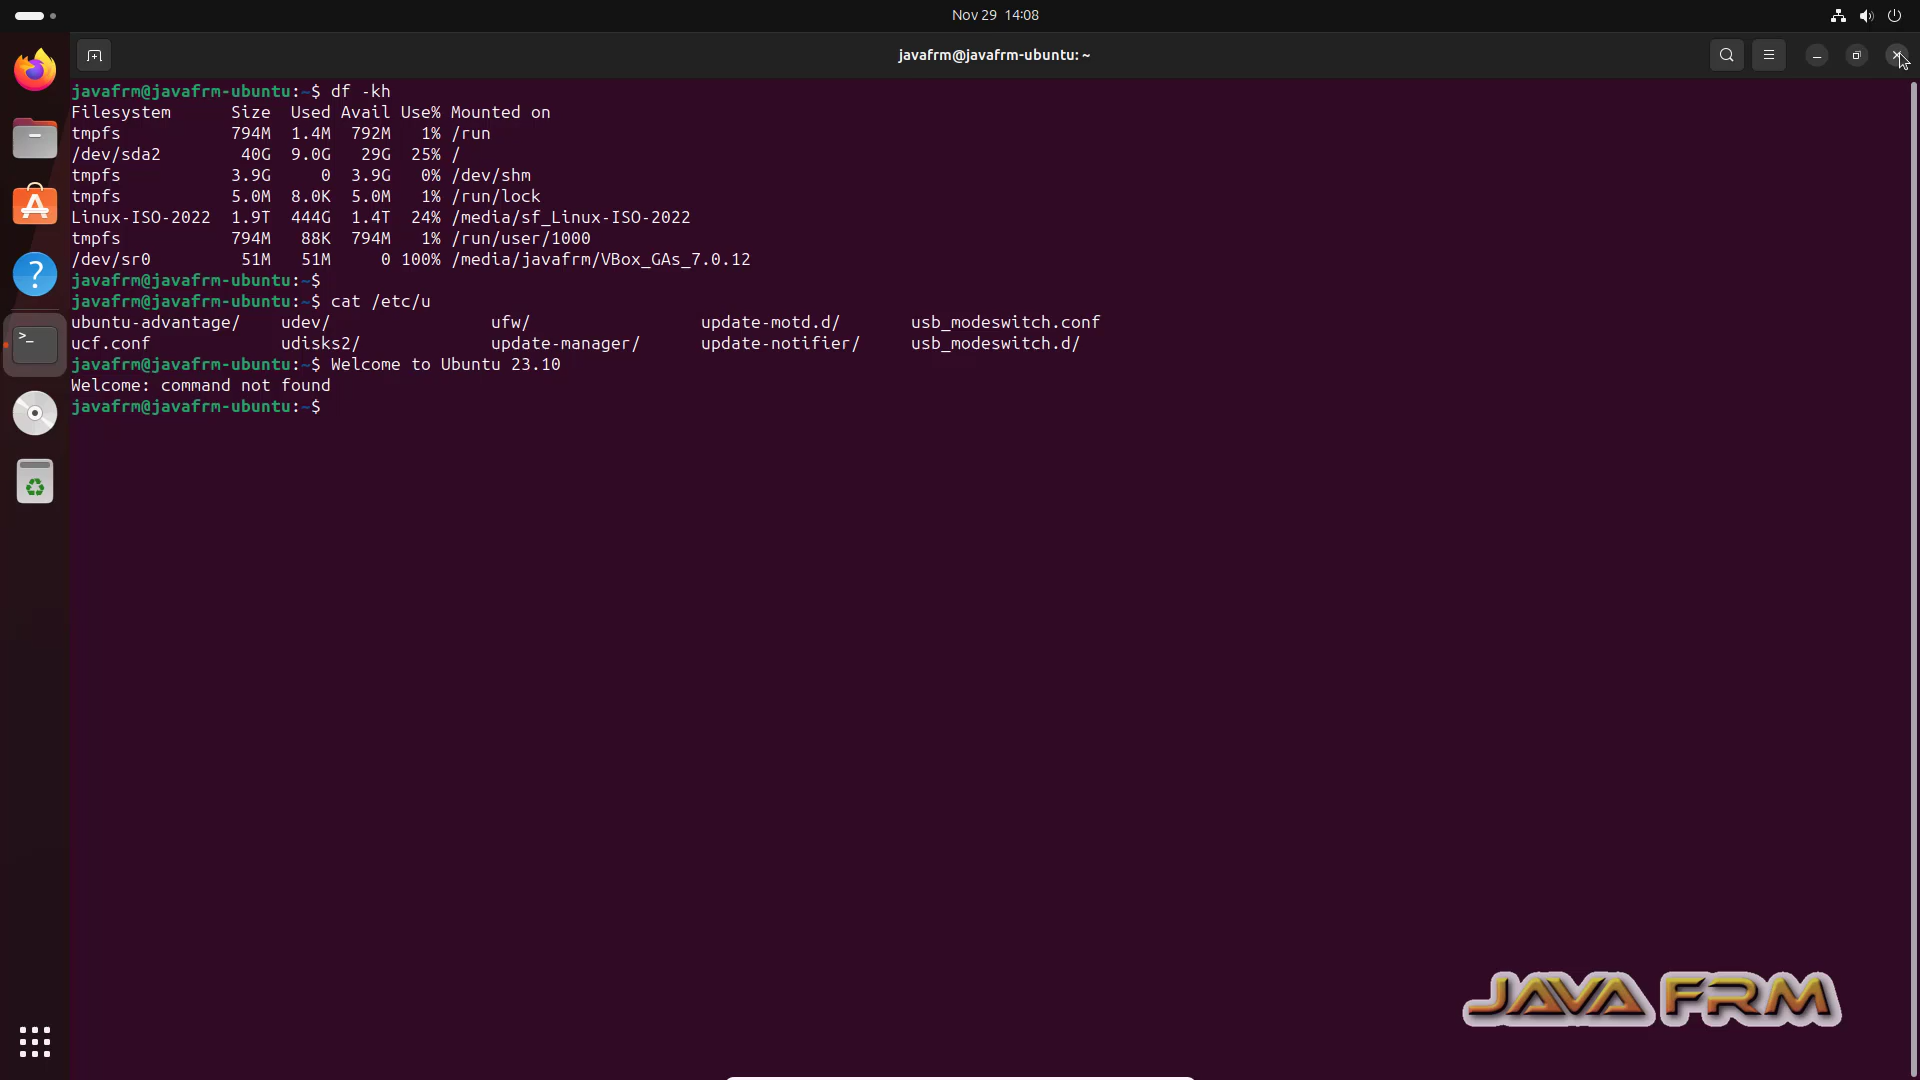 Nov 29 14:08
javafrm@javafrm-ubuntu: ~
javafrm@javafrm-ubuntu:~$ df -kh
Filesystem      Size  Used Avail Use% Mounted on
tmpfs           794M  1.4M  792M   1% /run
/dev/sda2        40G  9.0G   29G  25% /
tmpfs           3.9G     0  3.9G   0% /dev/shm
tmpfs           5.0M  8.0K  5.0M   1% /run/lock
Linux-ISO-2022  1.9T  444G  1.4T  24% /media/sf_Linux-ISO-2022
tmpfs           794M   88K  794M   1% /run/user/1000
/dev/sr0         51M   51M     0 100% /media/javafrm/VBox_GAs_7.0.12
javafrm@javafrm-ubuntu:~$
javafrm@javafrm-ubuntu:~$ cat /etc/u
ubuntu-advantage/    udev/                ufw/                 update-motd.d/       usb_modeswitch.conf
ucf.conf             udisks2/             update-manager/      update-notifier/     usb_modeswitch.d/
javafrm@javafrm-ubuntu:~$ Welcome to Ubuntu 23.10
Welcome: command not found
javafrm@javafrm-ubuntu:~$
JAVA FRM